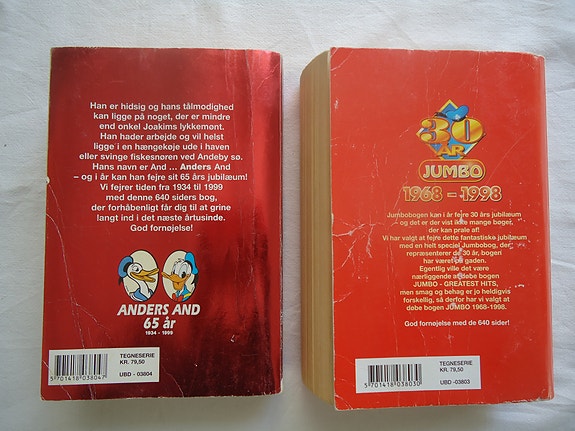 Han er hidsig og hans tålmodighed
kan ligge på noget, der er mindre
end onkel Joakims lykkemønt.
Han hader arbejde og vil helst
ligge i en hængekøje ude i haven
eller svinge fiskesnøren ved Andeby sø.
Hans navn er And ... Anders And
– og i år kan han fejre sit 65 års jubilæum!
Vi fejrer tiden fra 1934 til 1999
med denne 640 siders bog,
der forhåbenligt får dig til at grine
langt ind i det næste årtusinde.
God fornøjelse!
ANDERS AND
65 år
1934 - 1999
TEGNESERIE
KR. 79,50
5 701418 038047
UBD - 03804
30
ÅR
JUMBO
1968 - 1998
Jumbobogen kan i år fejre 30 års jubilæum
- og det er der vist ikke mange bøger,
der kan prale af!
Vi har valgt at fejre dette fantastiske jubilæum
med en helt speciel Jumbobog, der
repræsenterer de 30 år, bogen
har været på gaden.
Egentlig ville det være
nærliggende at døbe bogen
JUMBO - GREATEST HITS,
men smag og behag er jo heldigvis
forskellig, så derfor har vi valgt at
døbe bogen JUMBO 1968-1998.
God fornøjelse med de 640 sider!
TEGNESERIE
KR. 79,50
5 701418 038030
UBD - 03803